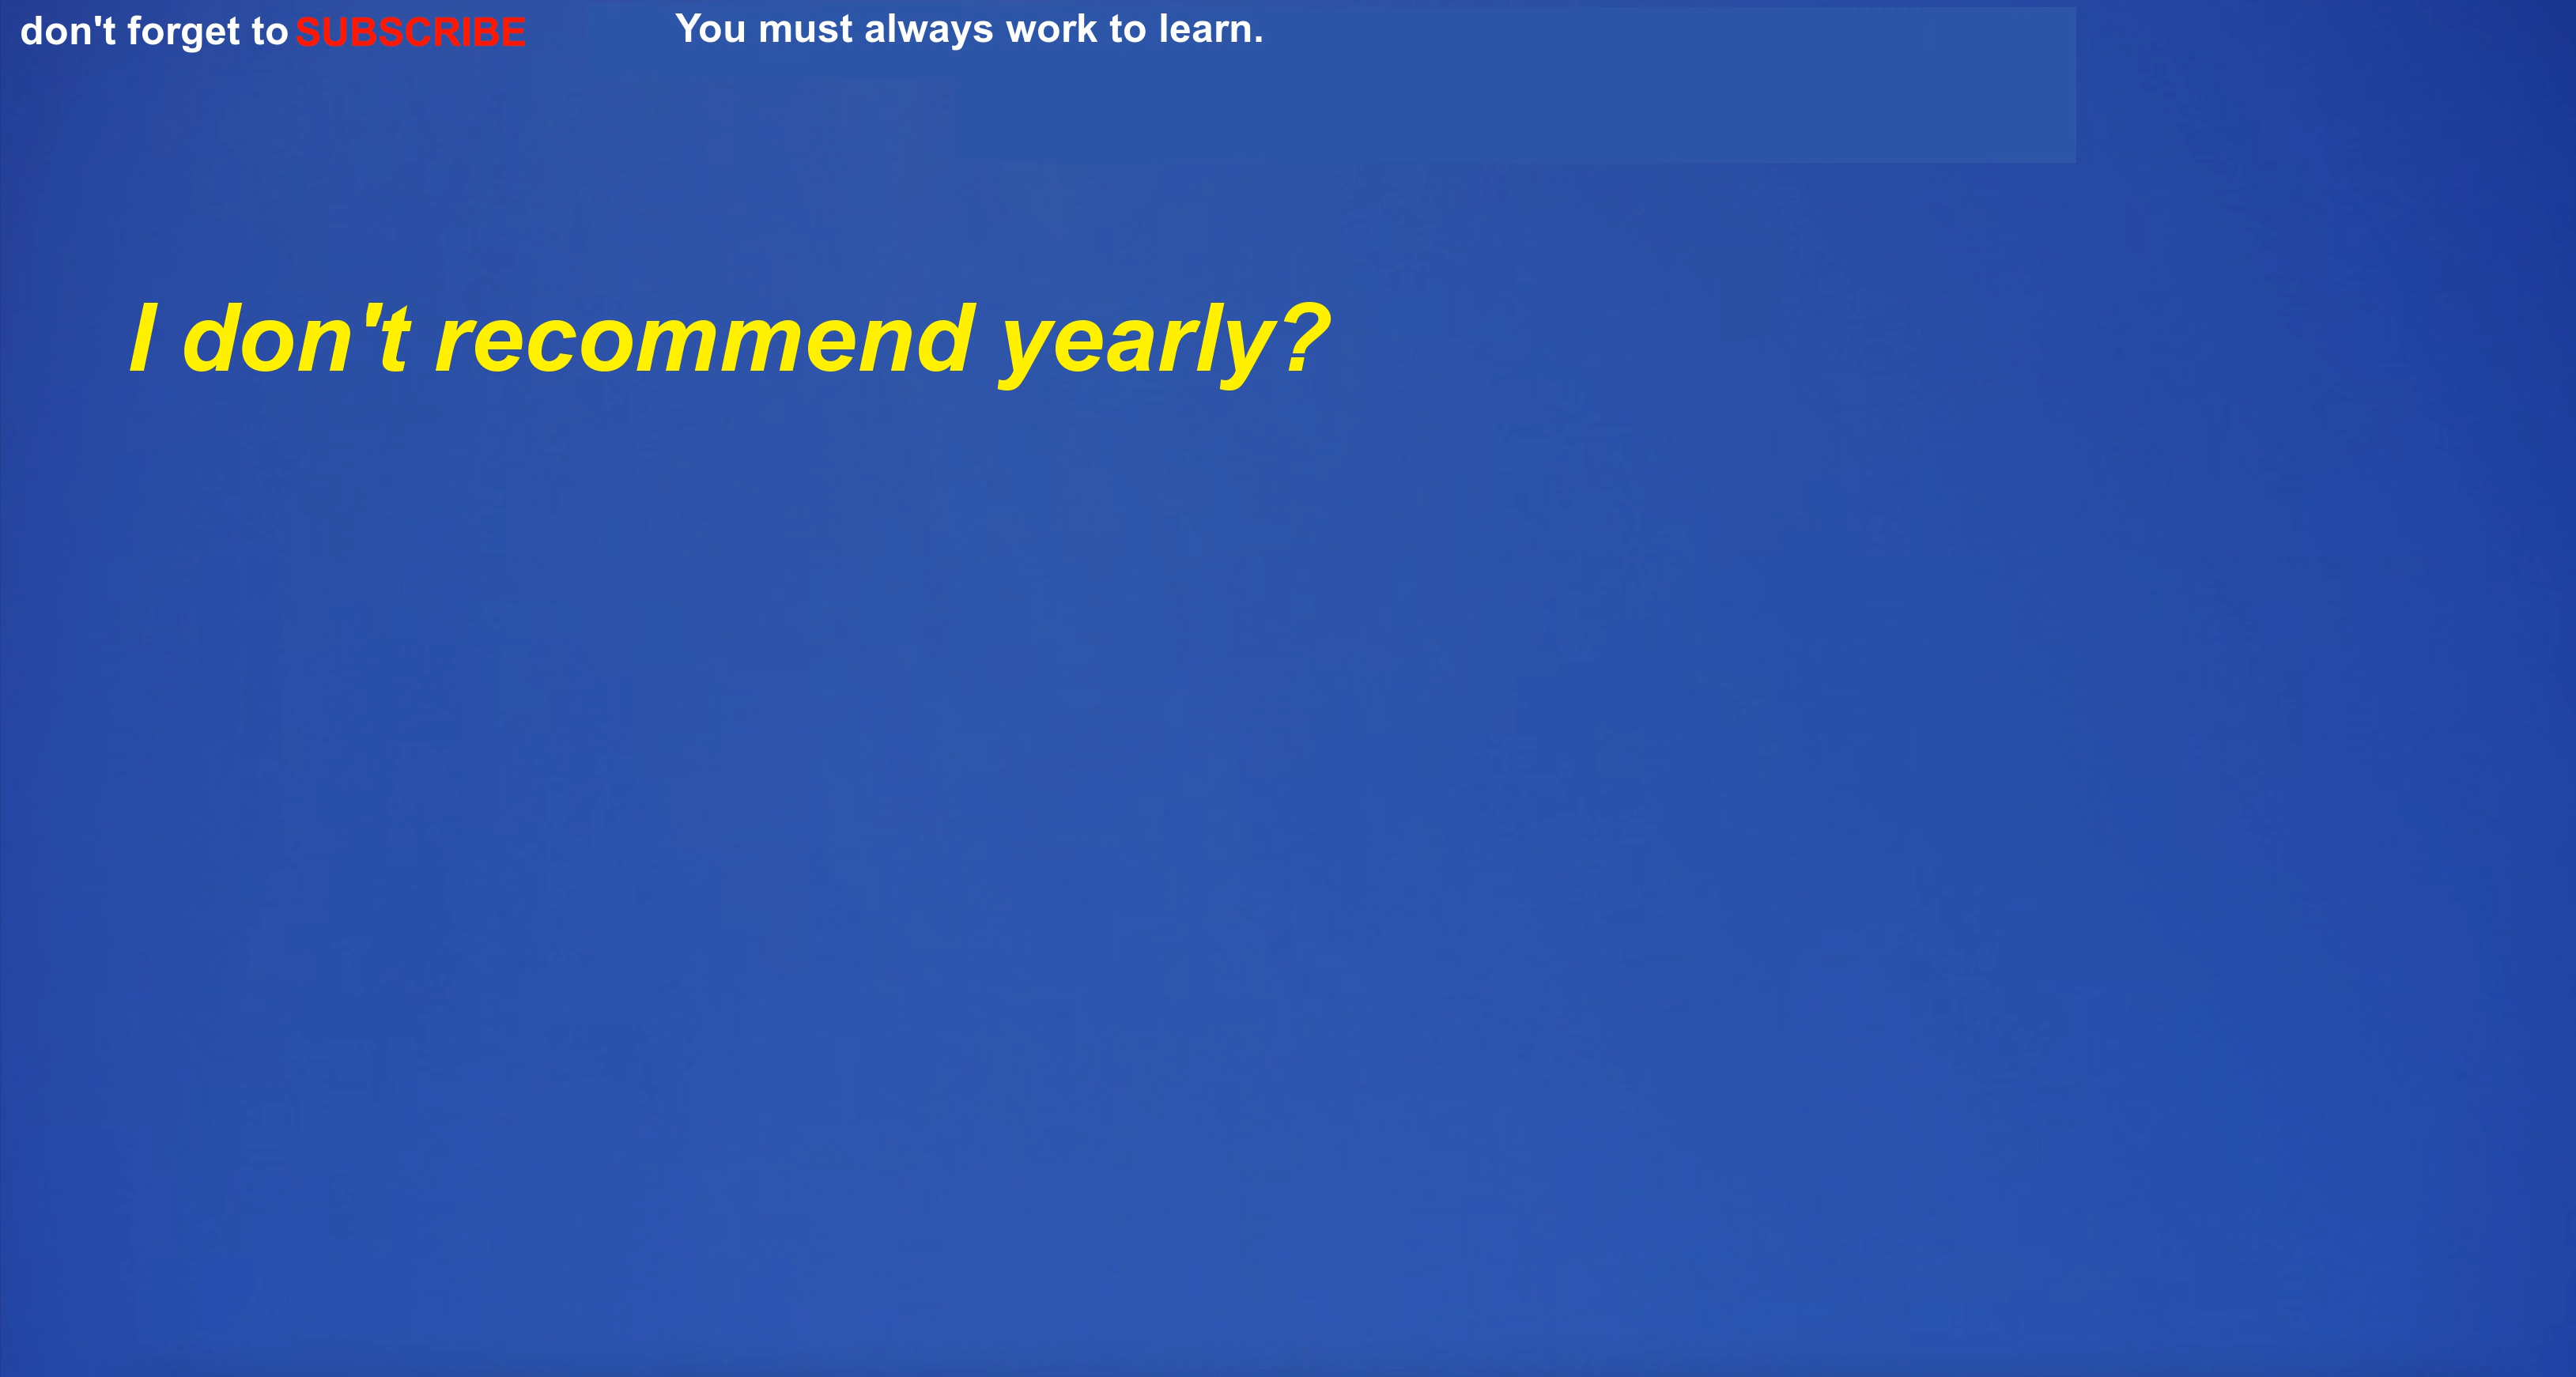 don't forget to SUBSCRIBE
You must always work to learn.
I don't recommend yearly?